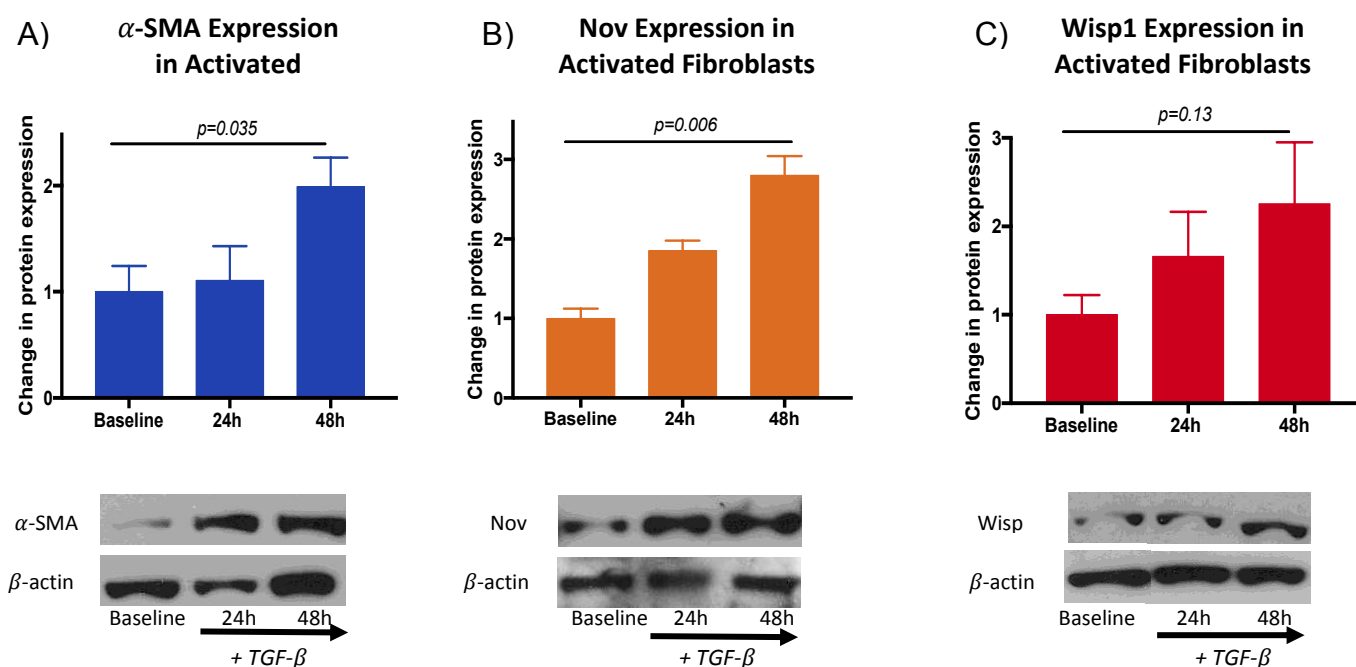 A)
𝛼-SMA Expression
in Activated
p=0.035
Change in protein expression
2
1
0
Baseline 24h 48h
𝛼-SMA
𝛽-actin
Baseline 24h 48h
+ TGF-β
B)
Nov Expression in
Activated Fibroblasts
p=0.006
Change in protein expression
3
2
1
0
Baseline 24h 48h
Nov
𝛽-actin
Baseline 24h 48h
+ TGF-β
C)
Wisp1 Expression in
Activated Fibroblasts
p=0.13
Change in protein expression
3
2
1
0
Baseline 24h 48h
Wisp
𝛽-actin
Baseline 24h 48h
+ TGF-β